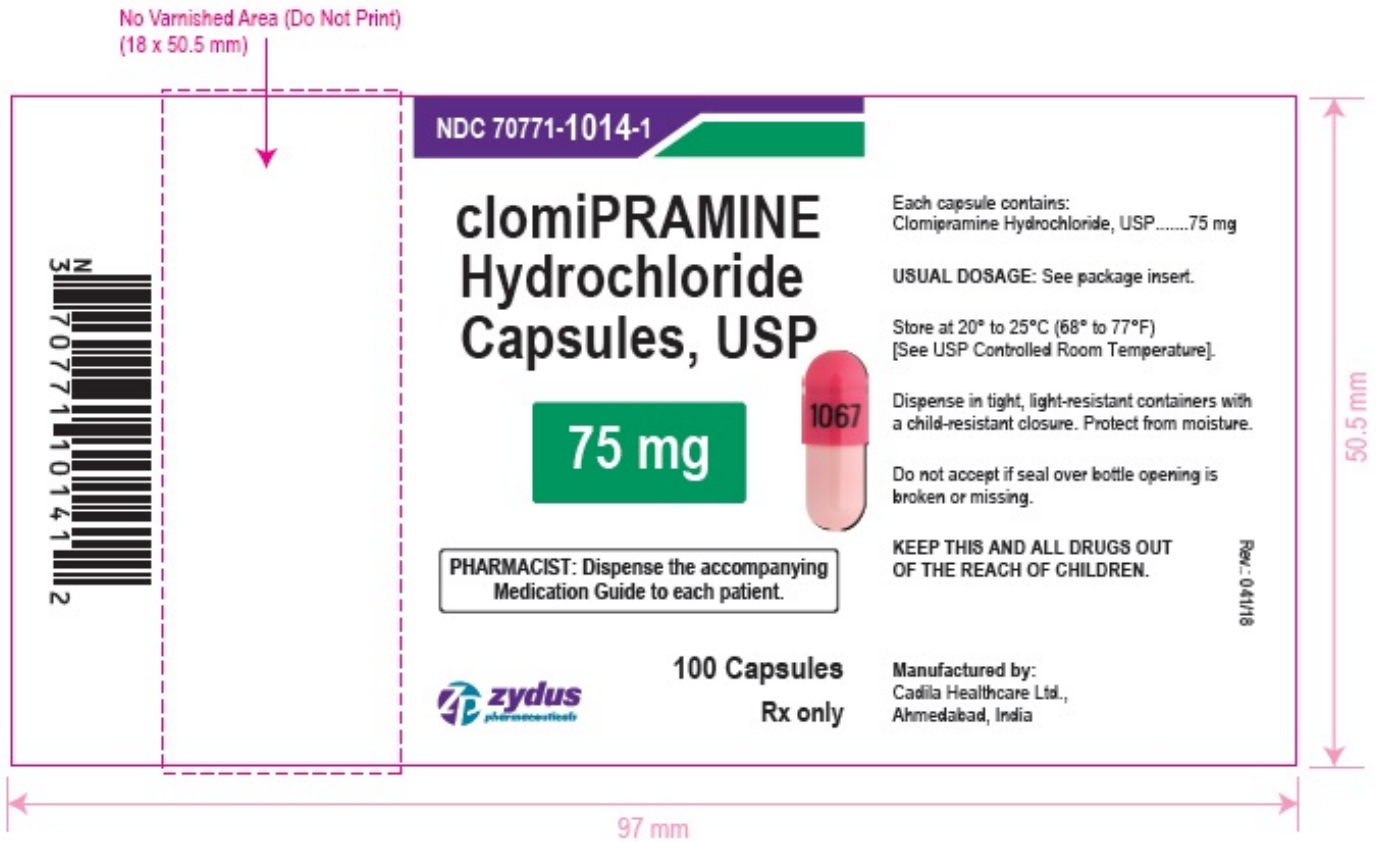 No Varnished Area (Do Not Print)
(18 x 50.5 mm)
N
3
7077110141
2
NDC 70771-1014-1
clomiPRAMINE
Hydrochloride
Capsules, USP
75 mg
1067
PHARMACIST: Dispense the accompanying
Medication Guide to each patient.
zydus
pharmaceuticals
100 Capsules
Rx only
Each capsule contains:
Clomipramine Hydrochloride, USP........75 mg
USUAL DOSAGE: See package insert.
Store at 20° to 25°C (68° to 77°F)
[See USP Controlled Room Temperature].
Dispense in tight, light-resistant containers with
a child-resistant closure. Protect from moisture.
Do not accept if seal over bottle opening is
broken or missing.
KEEP THIS AND ALL DRUGS OUT
OF THE REACH OF CHILDREN.
Manufactured by:
Cadila Healthcare Ltd.,
Ahmedabad, India
Rev.: 041/18
50.5 mm
97 mm